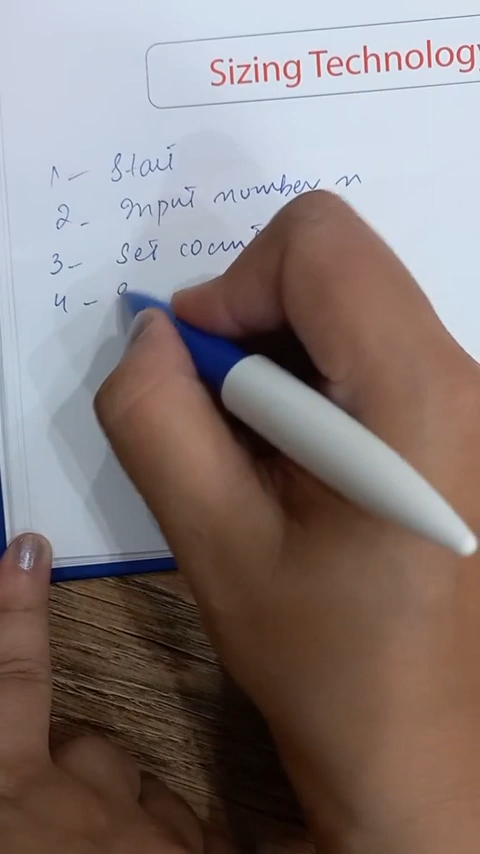 Sizing Technology
1- Start
2- Input number n
3- Set
4-